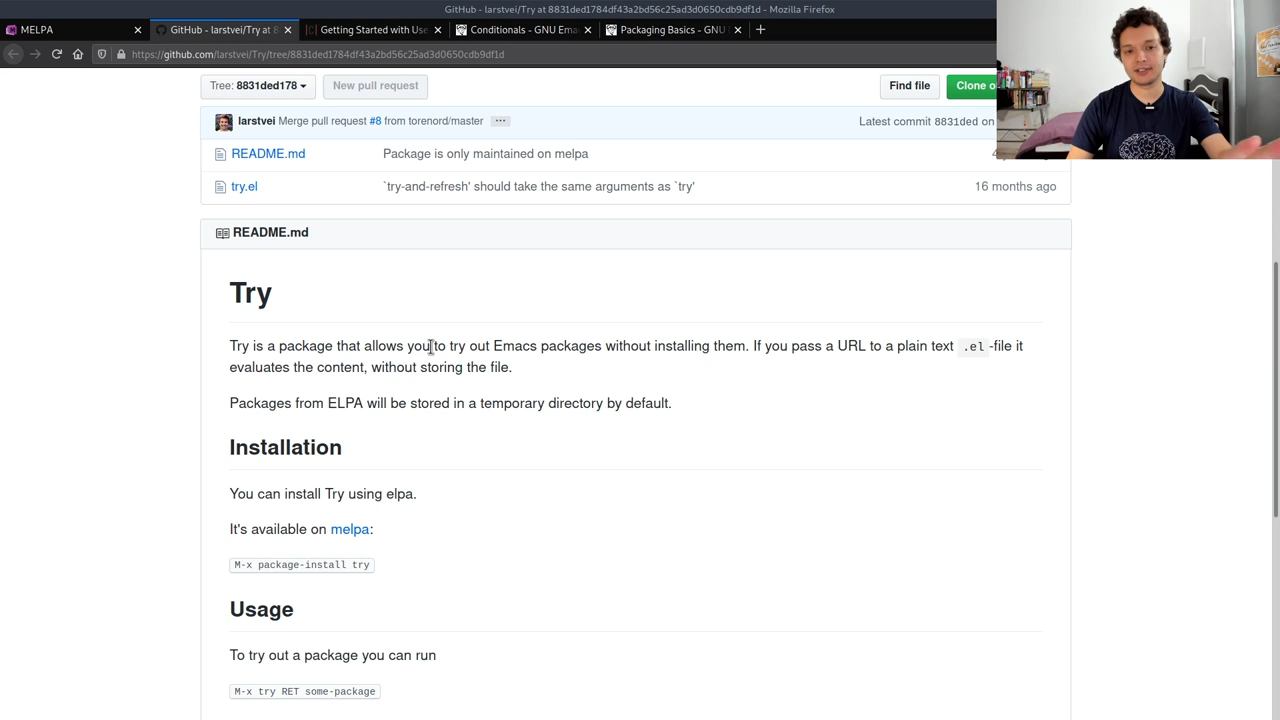 GitHub - larstvei/Try at 8831ded1784df43a2bd56c25ad3d0650cdb9df1d - Mozilla Firefox
MELPA
GitHub - larstvei/Try at 8
Getting Started with Use
Conditionals - GNU Ema
Packaging Basics - GNU
https://github.com/larstvei/Try/tree/8831ded1784df43a2bd56c25ad3d0650cdb9df1d
Tree: 8831ded178
New pull request
Find file
Clone o
larstvei Merge pull request #8 from torenord/master
Latest commit 8831ded on
README.md
Package is only maintained on melpa
try.el
`try-and-refresh' should take the same arguments as `try'
16 months ago
README.md
Try
Try is a package that allows you to try out Emacs packages without installing them. If you pass a URL to a plain text .el-file it
evaluates the content, without storing the file.
Packages from ELPA will be stored in a temporary directory by default.
Installation
You can install Try using elpa.
It's available on melpa:
M-x package-install try
Usage
To try out a package you can run
M-x try RET some-package